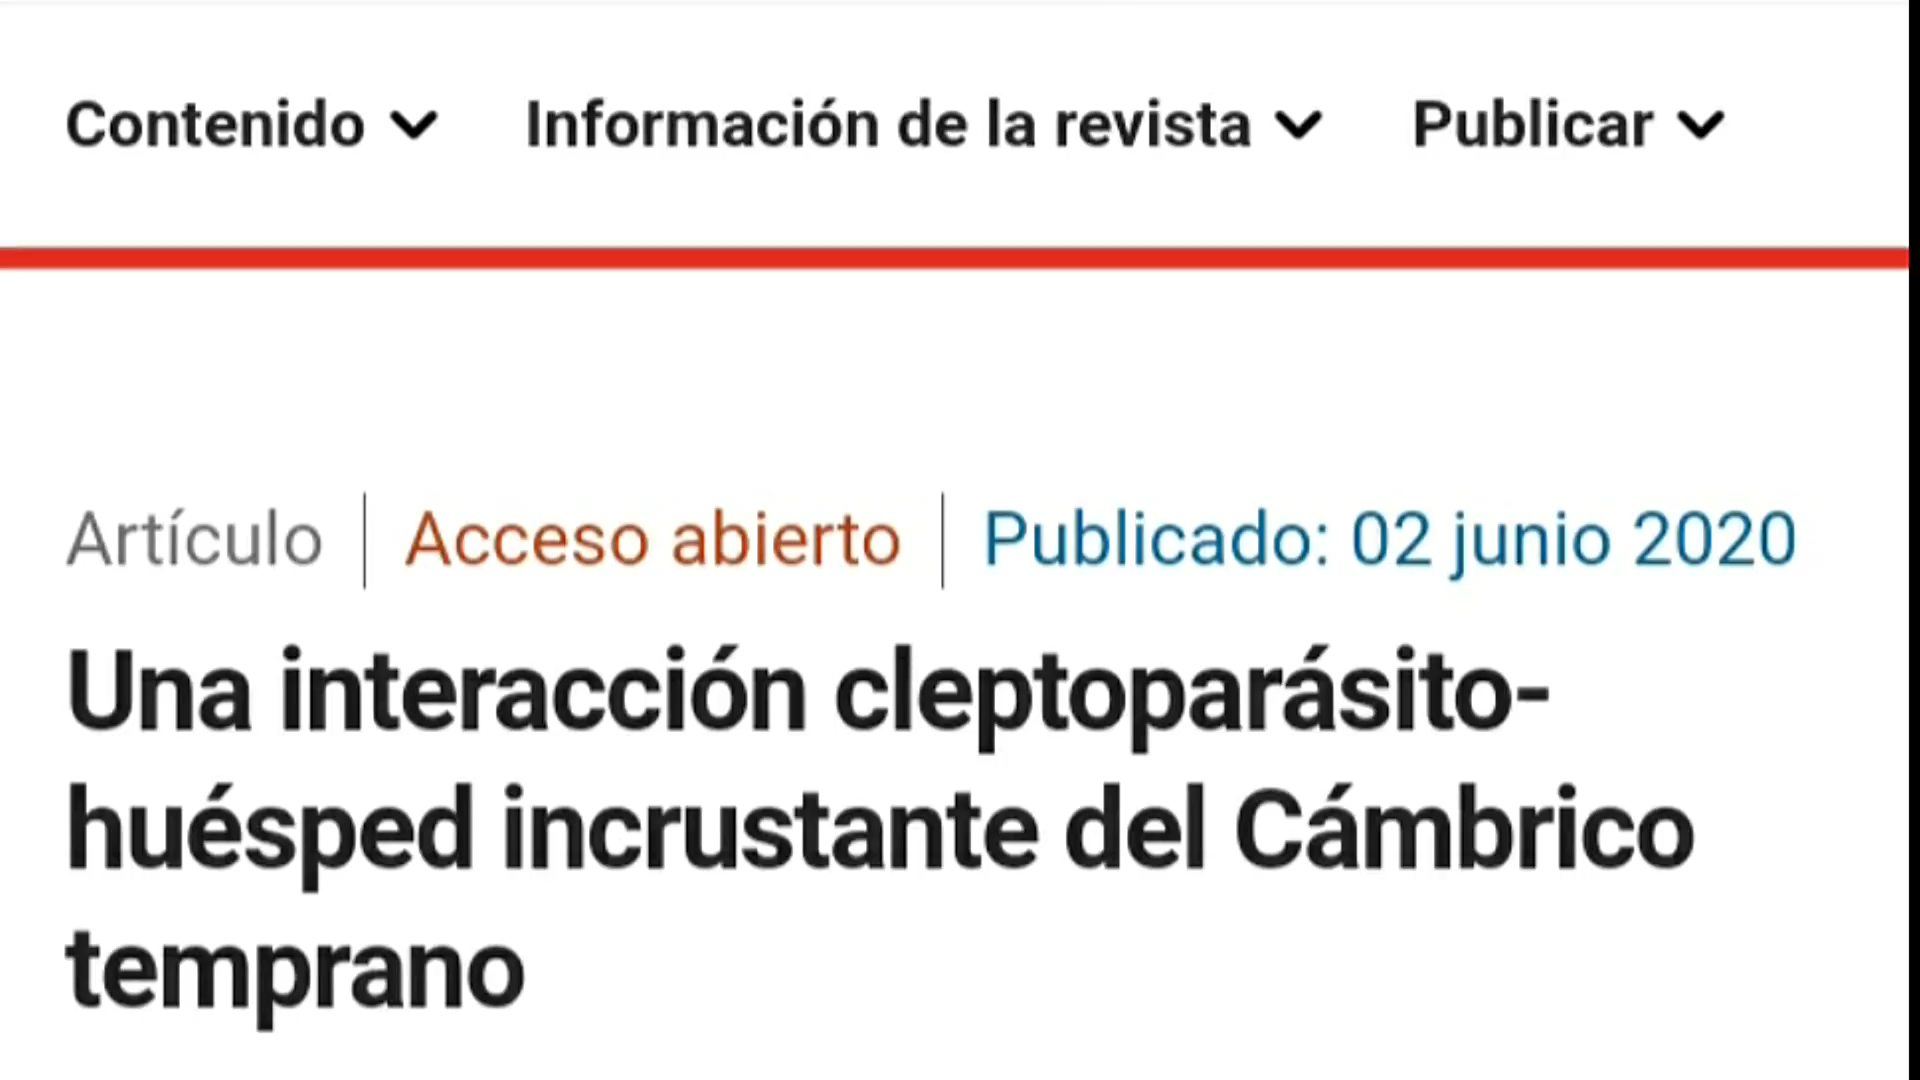 Contenido Información de la revista Publicar
Artículo Acceso abierto Publicado: 02 junio 2020
Una interacción cleptoparásito-
huésped incrustante del Cámbrico
temprano